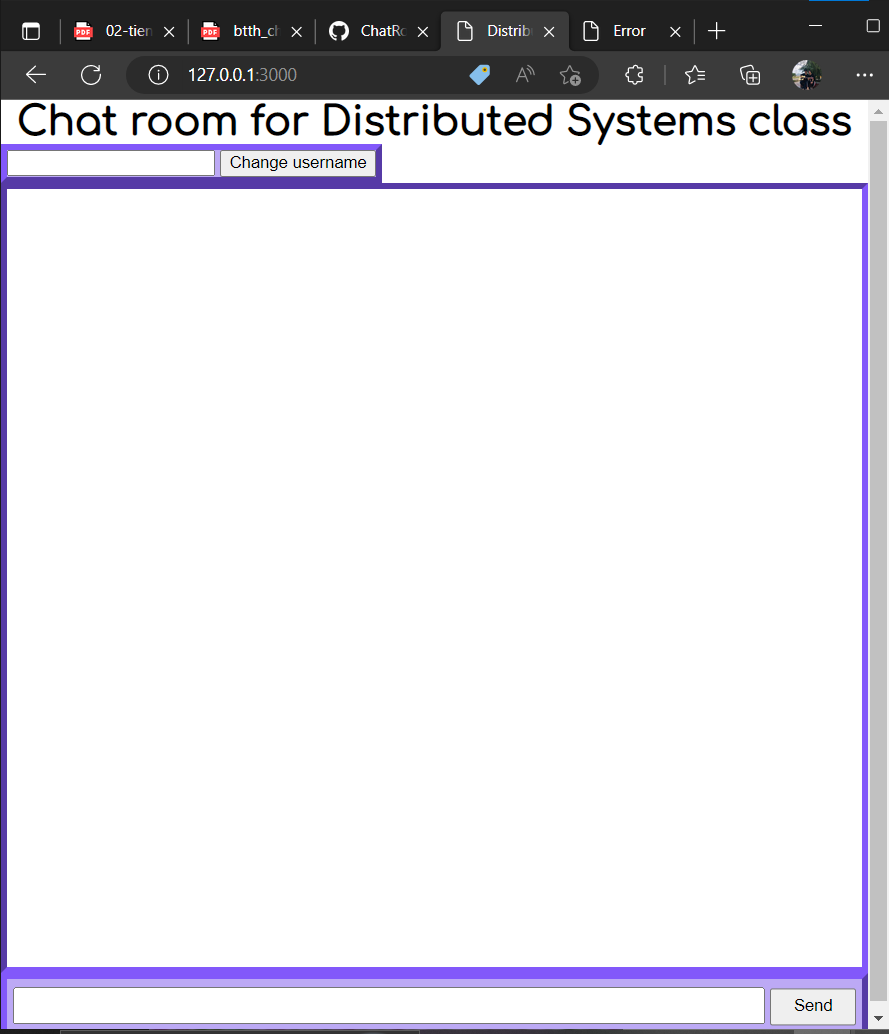 02-tien
btth_ch
ChatRo
Distrib
Error
127.0.0.1:3000
Chat room for Distributed Systems class
Change username
Send